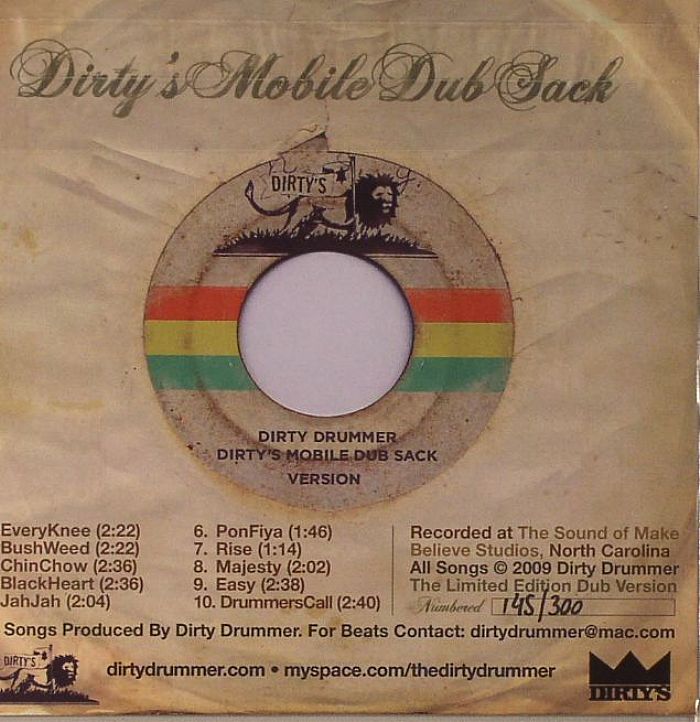 Dirty's Mobile Dub Sack
DIRTY'S
DIRTY DRUMMER
DIRTY'S MOBILE DUB SACK
VERSION
EveryKnee (2:22)
BushWeed (2:22)
ChinChow (2:36)
BlackHeart (2:36)
JahJah (2:04)
6. PonFiya (1:46)
7. Rise (1:14)
8. Majesty (2:02)
9. Easy (2:38)
10. DrummersCall (2:40)
Recorded at The Sound of Make
Believe Studios, North Carolina
All Songs © 2009 Dirty Drummer
The Limited Edition Dub Version
Numbered 145/300
Songs Produced By Dirty Drummer. For Beats Contact: dirtydrummer@mac.com
DIRTY'S
dirtydrummer.com • myspace.com/thedirtydrummer
DIRTY'S